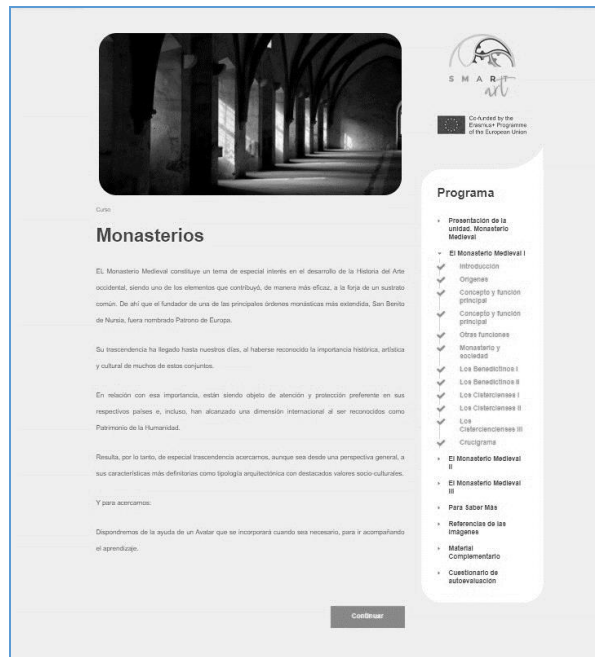 SMART
art
Co-funded by the
Erasmus+ Programme
of the European Union
Curso
Monasterios
EL Monasterio Medieval constituye un tema de especial interés en el desarrollo de la Historia del Arte
occidental, siendo uno de los elementos que contribuyó, de manera más eficaz, a la forja de un sustrato
común. De ahí que el fundador de una de las principales órdenes monásticas más extendida, San Benito
de Nursia, fuera nombrado Patrono de Europa.
Su trascendencia ha llegado hasta nuestros días, al haberse reconocido la importancia histórica, artística
y cultural de muchos de estos conjuntos.
En relación con esa importancia, están siendo objeto de atención y protección preferente en sus
respectivos países e, incluso, han alcanzado una dimensión internacional al ser reconocidos como
Patrimonio de la Humanidad.
Resulta, por lo tanto, de especial trascendencia acercarnos, aunque sea desde una perspectiva general, a
sus características más definitorias como tipología arquitectónica con destacados valores socio-culturales.
Y para acercarnos:
Dispondremos de la ayuda de un Avatar que se incorporará cuando sea necesario, para ir acompañando
el aprendizaje.
Continuar
Programa
Presentación de la
unidad. Monasterio
Medieval
El Monasterio Medieval I
Introducción
Orígenes
Concepto y función
principal
Concepto y función
principal
Otras funciones
Monasterio y
sociedad
Los Benedictinos I
Los Benedictinos II
Los Cistercienses I
Los Cistercienses II
Los
Cisterciencienses III
Crucigrama
El Monasterio Medieval
II
El Monasterio Medieval
III
Para Saber Más
Referencias de las
Imágenes
Material
Complementario
Cuestionario de
autoevaluación